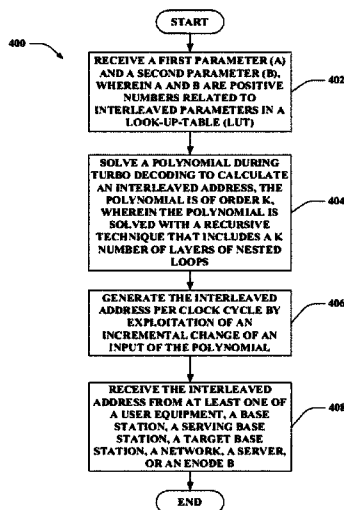 START
400
RECEIVE A FIRST PARAMETER (A)
AND A SECOND PARAMETER (B),
WHEREIN A AND B ARE POSITIVE
NUMBERS RELATED TO
INTERLEAVED PARAMETERS IN A
LOOK-UP-TABLE (LUT)
402
SOLVE A POLYNOMIAL DURING
TURBO DECODING TO CALCULATE
AN INTERLEAVED ADDRESS, THE
POLYNOMIAL IS OF ORDER K,
WHEREIN THE POLYNOMIAL IS
SOLVED WITH A RECURSIVE
TECHNIQUE THAT INCLUDES A K
NUMBER OF LAYERS OF NESTED
LOOPS
404
GENERATE THE INTERLEAVED
ADDRESS PER CLOCK CYCLE BY
EXPLOITATION OF AN
INCREMENTAL CHANGE OF AN
INPUT OF THE POLYNOMIAL
406
RECEIVE THE INTERLEAVED
ADDRESS FROM AT LEAST ONE OF
A USER EQUIPMENT, A BASE
STATION, A SERVING BASE
STATION, A TARGET BASE
STATION, A NETWORK, A SERVER,
OR AN ENODE B
408
END